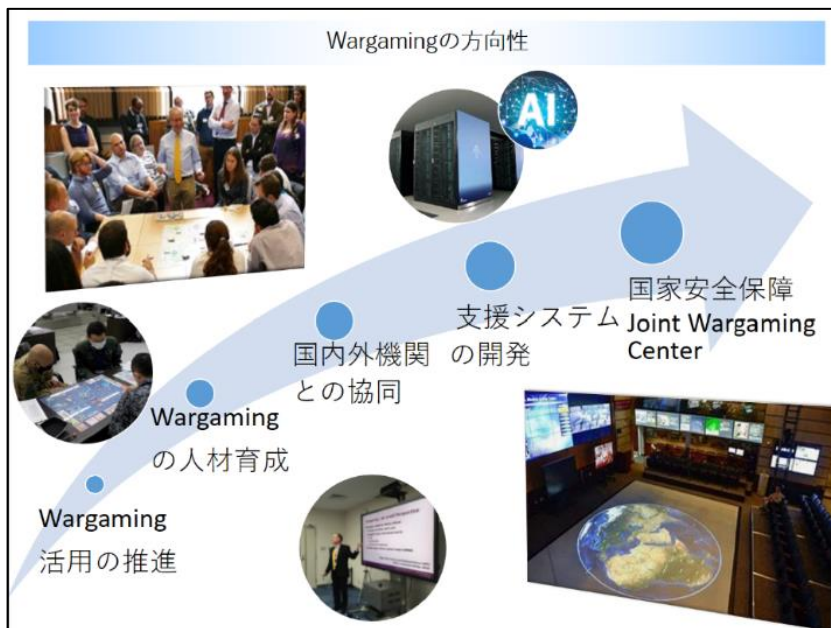 Wargamingの方向性
AI
国家安全保障
Joint Wargaming
Center
支援システム
の開発
国内外機関
との協同
Wargaming
の人材育成
Wargaming
活用の推進